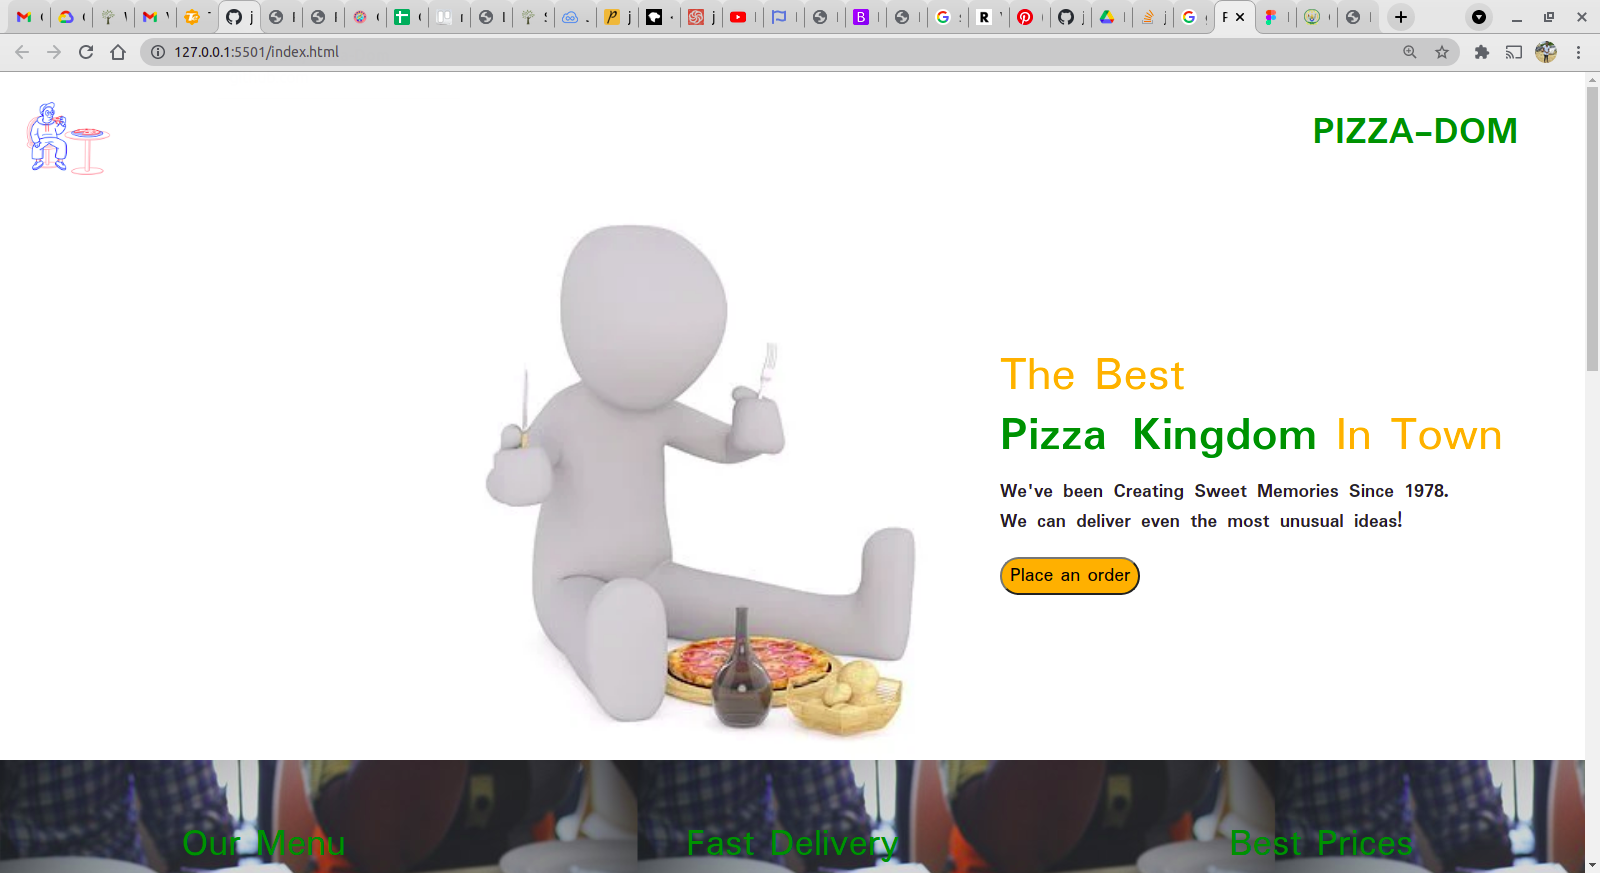 127.0.0.1:5501/index.html
PIZZA-DOM
The Best
Pizza Kingdom In Town
We've been Creating Sweet Memories Since 1978.
We can deliver even the most unusual ideas!
Place an order
Our Menu
Fast Delivery
Best Prices